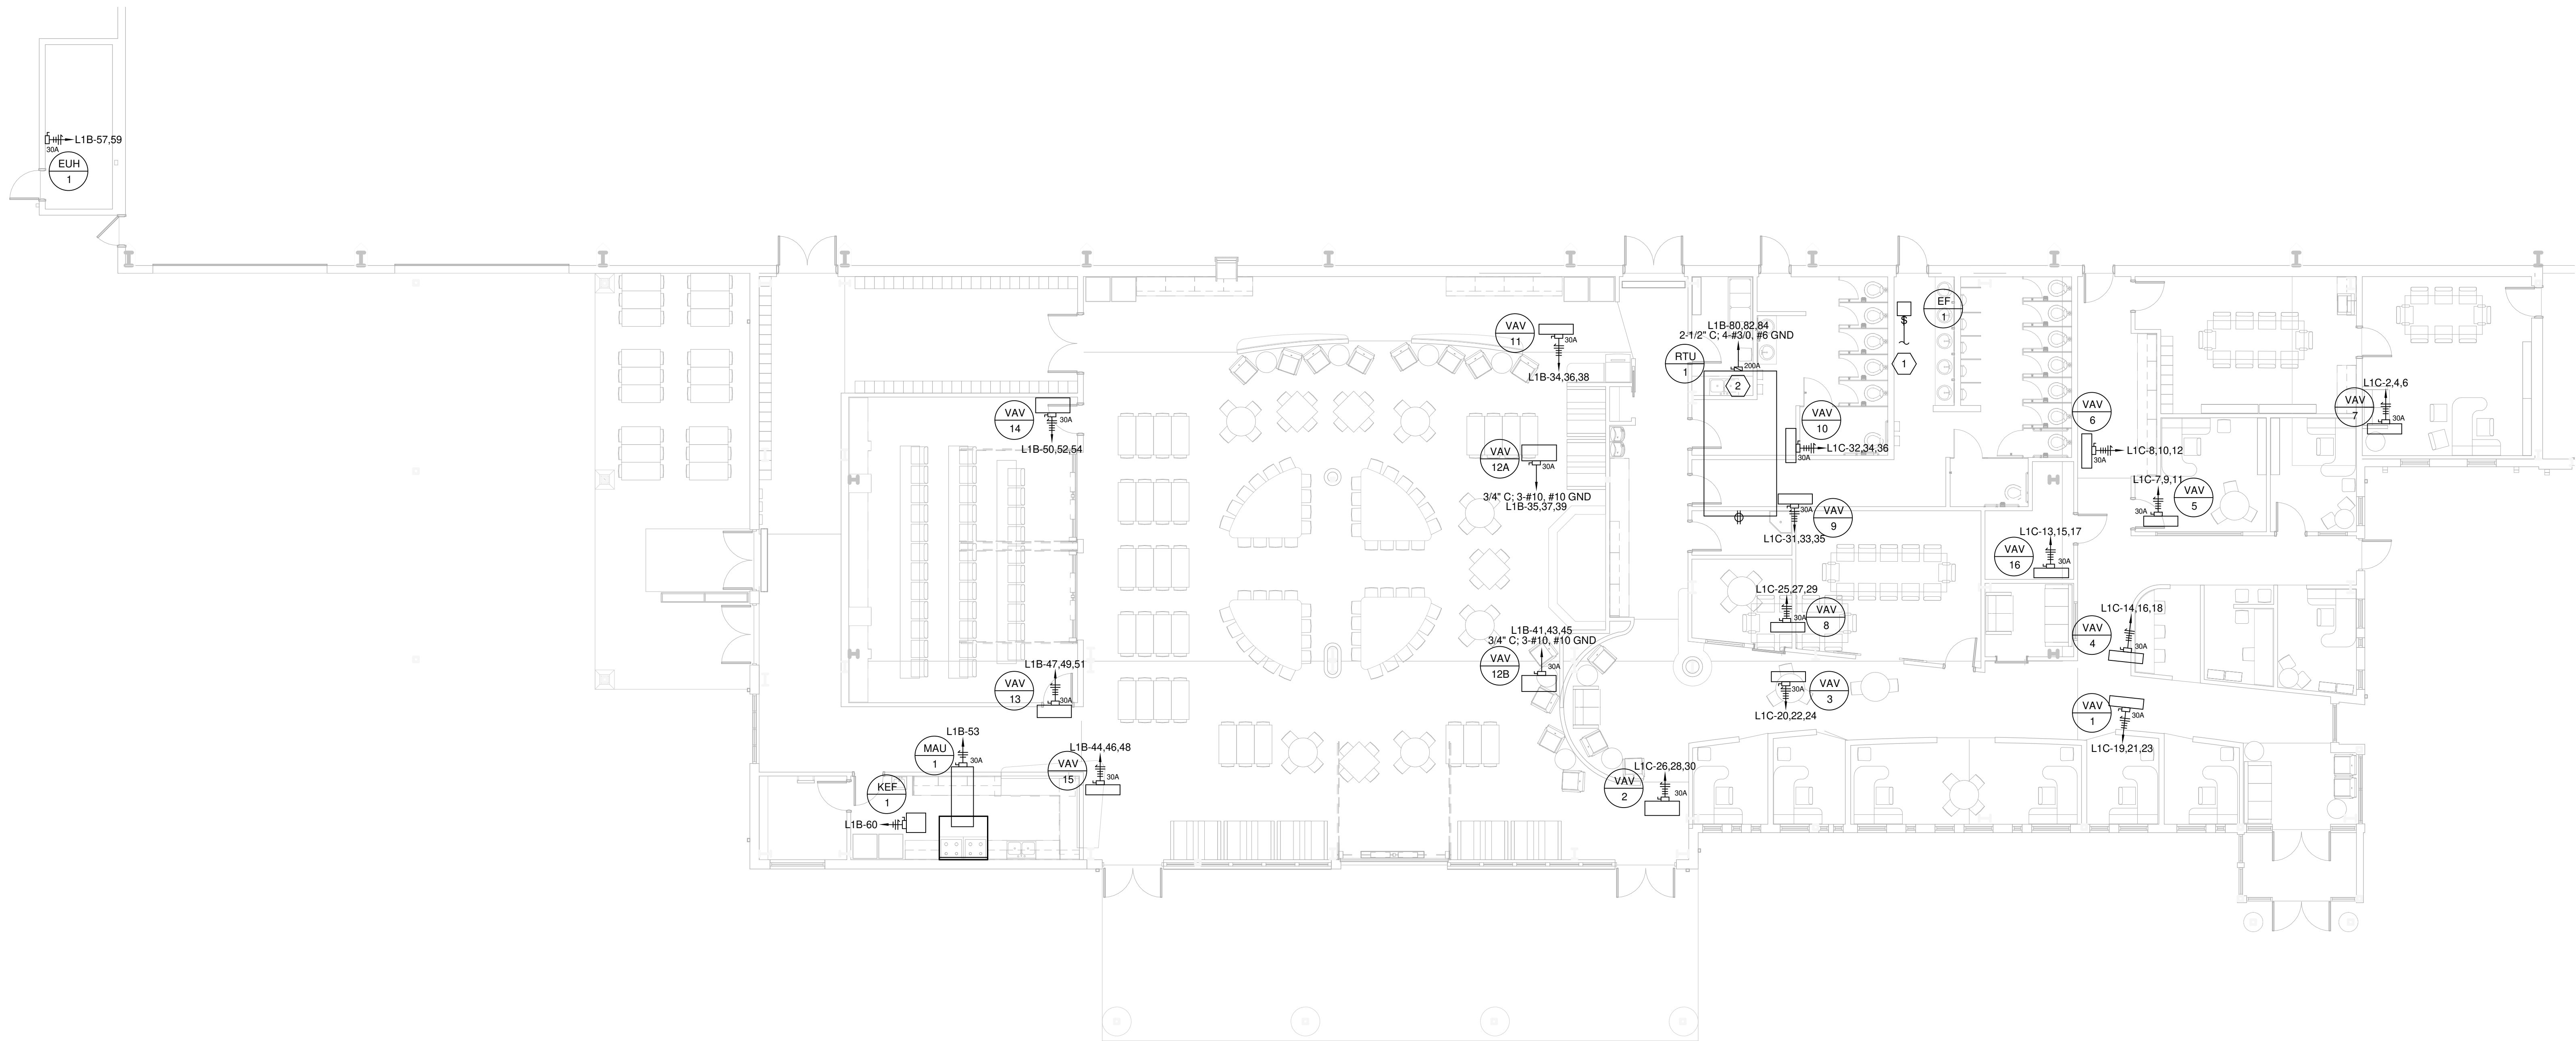 L1B-57,59
30A
EUH
1
VAV
11
30A
L1B-34,36,38
L1B-80,82,84
2-1/2" C; 4-#3/0, #6 GND
RTU
1
200A
2
EF
1
S
1
VAV
14
30A
L1B-50,52,54
VAV
12A
30A
3/4" C; 3-#10, #10 GND
L1B-35,37,39
VAV
10
30A
L1C-32,34,36
VAV
6
30A
L1C-8,10,12
L1C-2,4,6
VAV
7
30A
L1C-7,9,11
VAV
5
30A
VAV
9
30A
L1C-31,33,35
L1C-13,15,17
VAV
16
30A
L1C-25,27,29
VAV
8
30A
L1C-14,16,18
VAV
4
30A
L1B-41,43,45
3/4" C; 3-#10, #10 GND
VAV
12B
30A
L1B-47,49,51
VAV
13
30A
VAV
3
30A
L1C-20,22,24
VAV
1
30A
L1C-19,21,23
L1B-53
MAU
1
30A
L1B-44,46,48
VAV
15
30A
KEF
1
L1B-60
L1C-26,28,30
VAV
2
30A